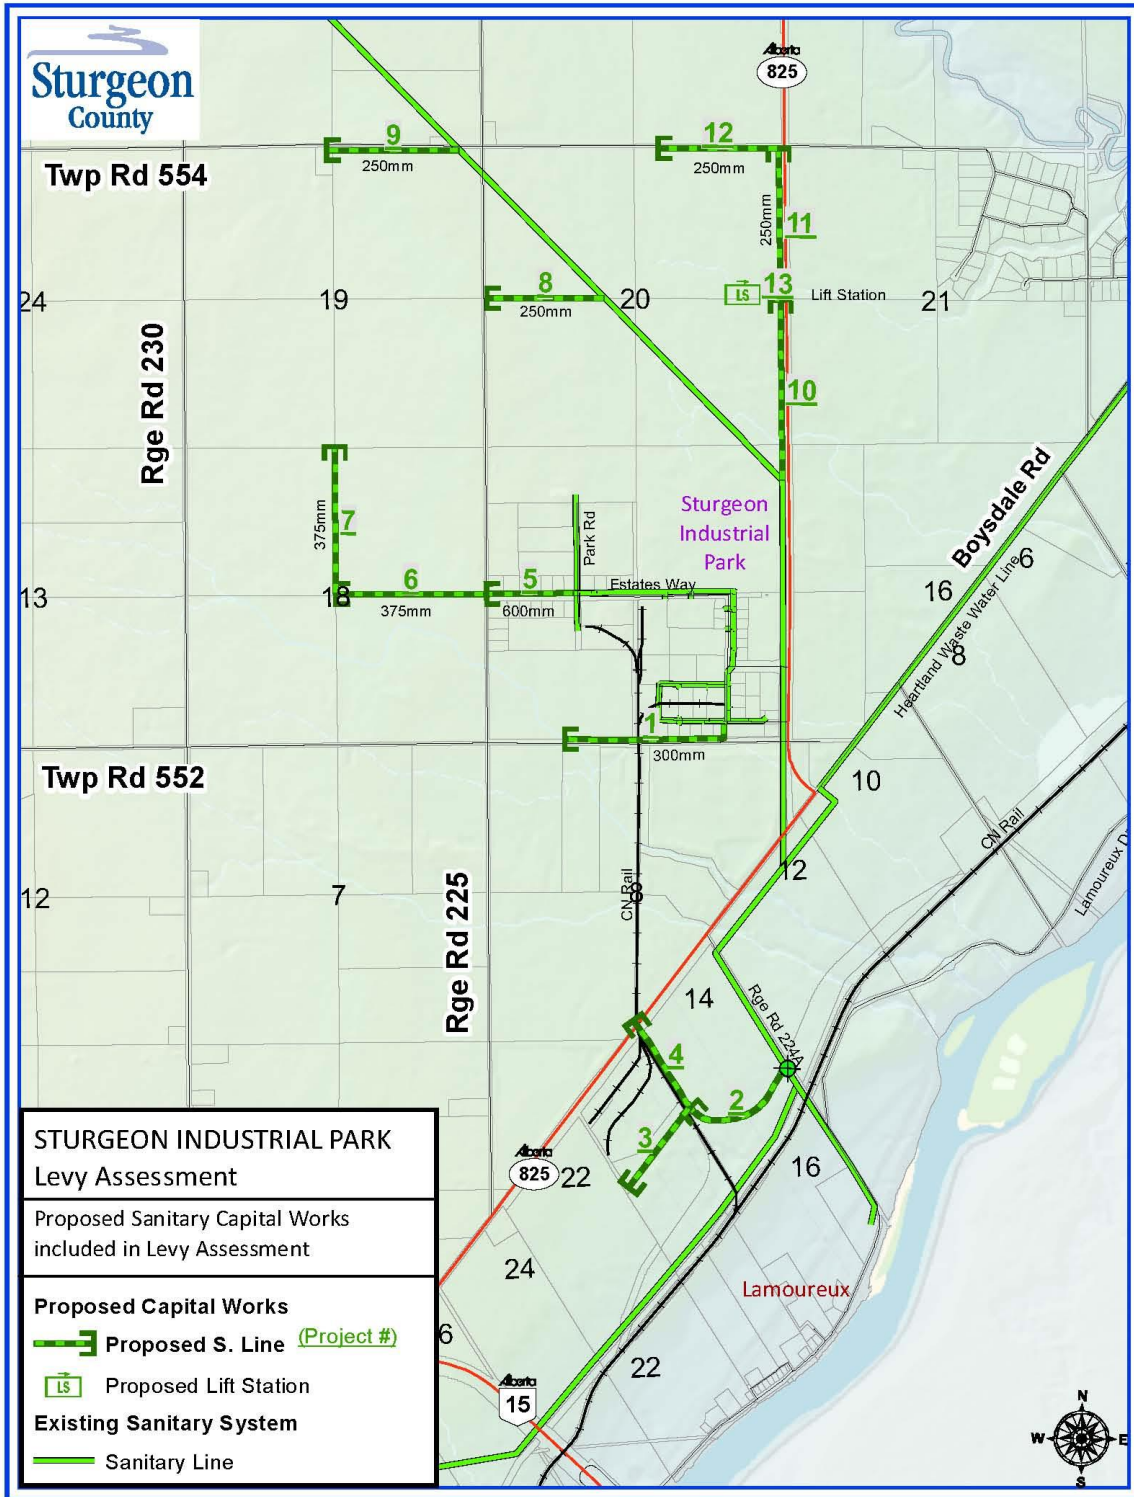 Sturgeon
County
Alberta
825
9
12
Twp Rd 554
250mm
250mm
250mm
11
8
13
24
19
20
LS
Lift Station
21
250mm
Rge Rd 230
10
7
375mm
Sturgeon
Industrial
Park
Park Rd
Boysdale Rd
6
13
18
6
5
Estates Way
16
375mm
600mm
Heartland Waste Water Line
8
1
300mm
Twp Rd 552
10
CN Rail
12
7
CN Rail
8
12
Lamoureux D
Rge Rd 225
14
Rge Rd 224A
4
2
3
Alberta
825
22
16
24
Lamoureux
6
22
Alberta
15
STURGEON INDUSTRIAL PARK
Levy Assessment
Proposed Sanitary Capital Works
included in Levy Assessment
Proposed Capital Works
Proposed S. Line (Project #)
LS Proposed Lift Station
Existing Sanitary System
Sanitary Line
N
W E
S